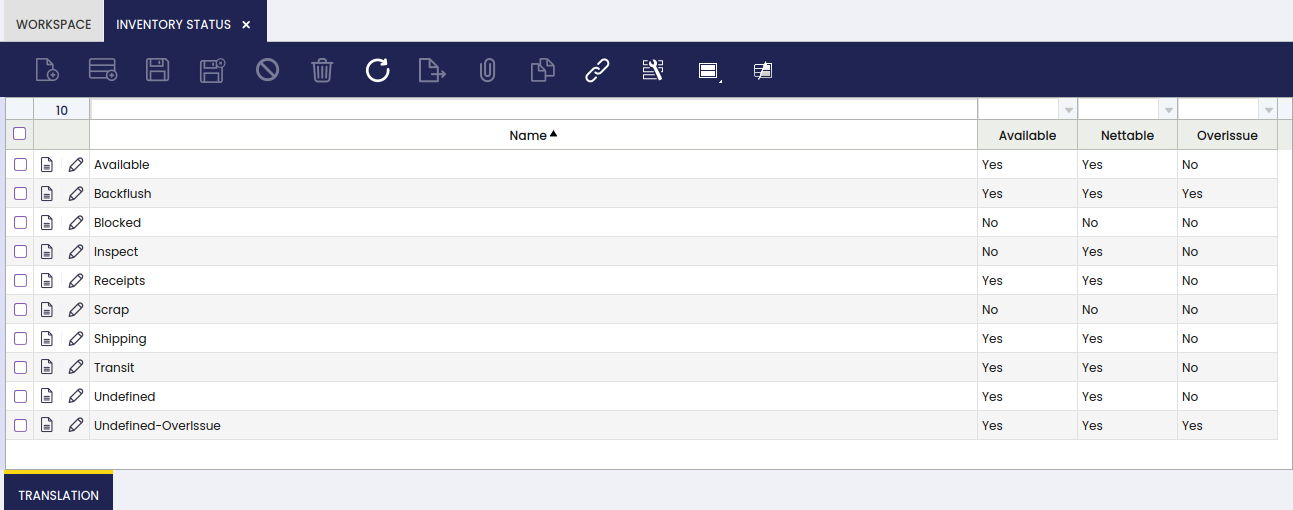 WORKSPACE INVENTORY STATUS ×
10
Name Available Nettable Overissue
Available Yes Yes No
Backflush Yes Yes Yes
Blocked No No No
Inspect No Yes No
Receipts Yes Yes No
Scrap No No No
Shipping Yes Yes No
Transit Yes Yes No
Undefined Yes Yes No
Undefined-OverIssue Yes Yes Yes
TRANSLATION